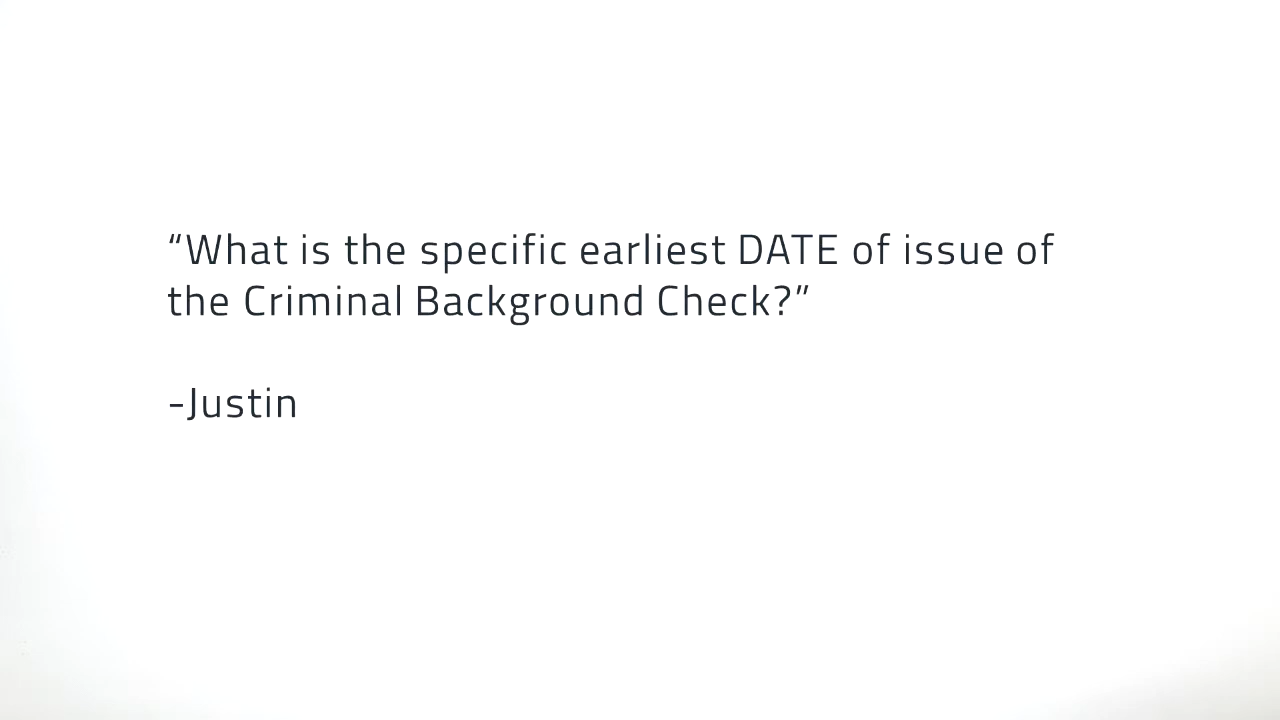 “What is the specific earliest DATE of issue of
the Criminal Background Check?”
-Justin